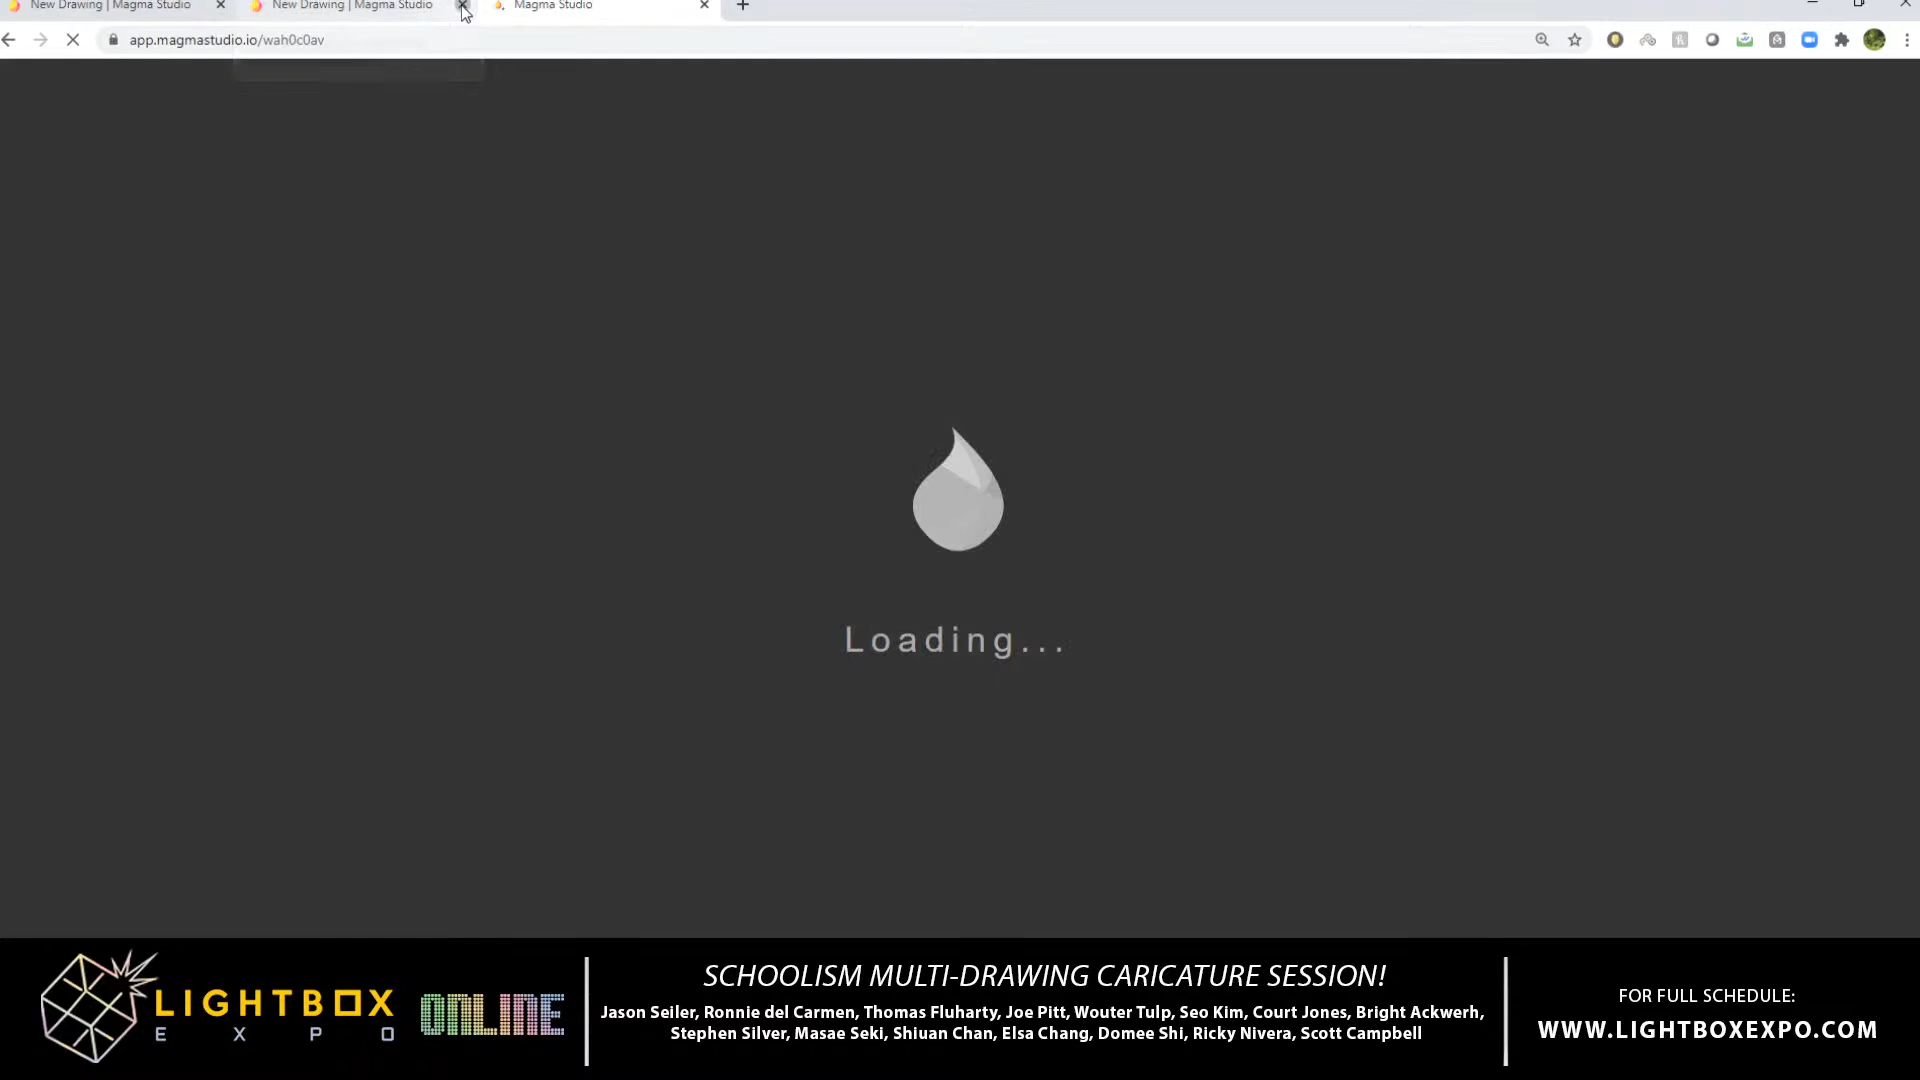 New Drawing | Magma Studio
New Drawing | Magma Studio
Magma Studio
app.magmastudio.io/wah0c0av
Loading...
LIGHTBOX
EXPO
ONLINE
SCHOOLISM MULTI-DRAWING CARICATURE SESSION!
Jason Seiler, Ronnie del Carmen, Thomas Fluharty, Joe Pitt, Wouter Tulp, Seo Kim, Court Jones, Bright Ackwerh,
Stephen Silver, Masae Seki, Shiuan Chan, Elsa Chang, Domee Shi, Ricky Nivera, Scott Campbell
FOR FULL SCHEDULE:
WWW.LIGHTBOXEXPO.COM